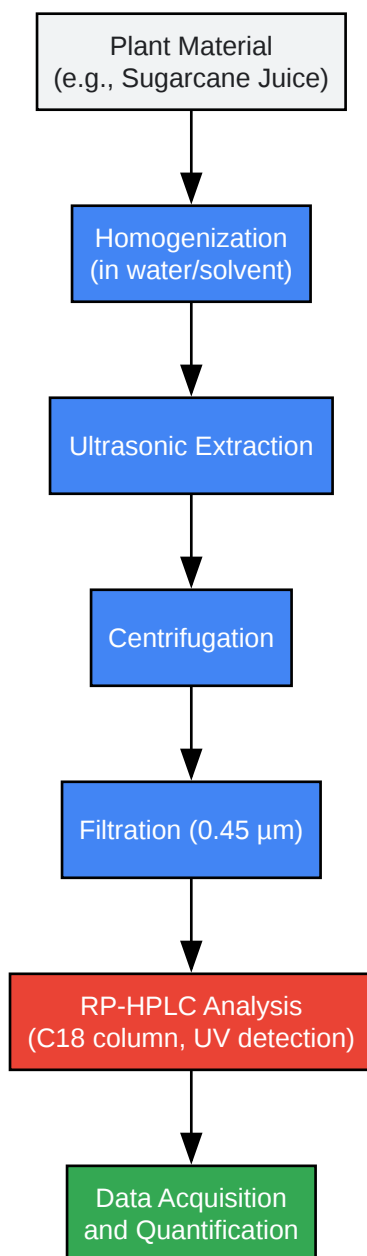 Plant Material
(e.g., Sugarcane Juice)
Homogenization
(in water/solvent)
Ultrasonic Extraction
Centrifugation
Filtration (0.45 µm)
RP-HPLC Analysis
(C18 column, UV detection)
Data Acquisition
and Quantification